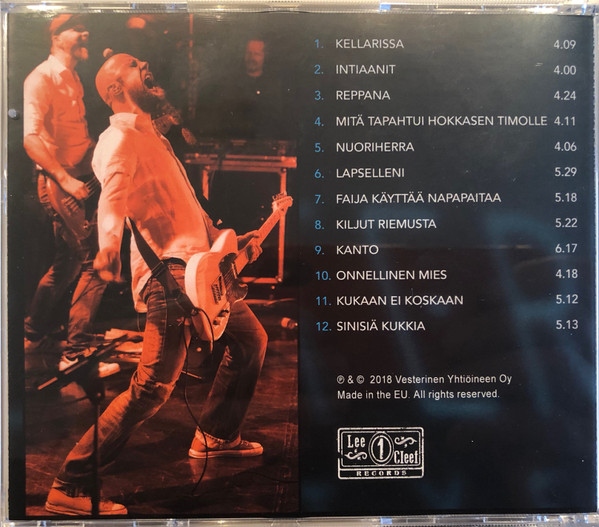 1. KELLARISSA 4.09
2. INTIAANIT 4.00
3. REPPANA 4.24
4. MITÄ TAPAHTUI HOKKASEN TIMOLLE 4.11
5. NUORIHERRA 4.06
6. LAPSELLENI 5.29
7. FAIJA KÄYTTÄÄ NAPAPAITAA 5.18
8. KILJUT RIEMUSTA 5.22
9. KANTO 6.17
10. ONNELLINEN MIES 4.18
11. KUKAAN EI KOSKAAN 5.12
12. SINISIÄ KUKKIA 5.13
℗ & © 2018 Vesterinen Yhtiöineen Oy
Made in the EU. All rights reserved.
Lee 1 Cleef
RECORDS